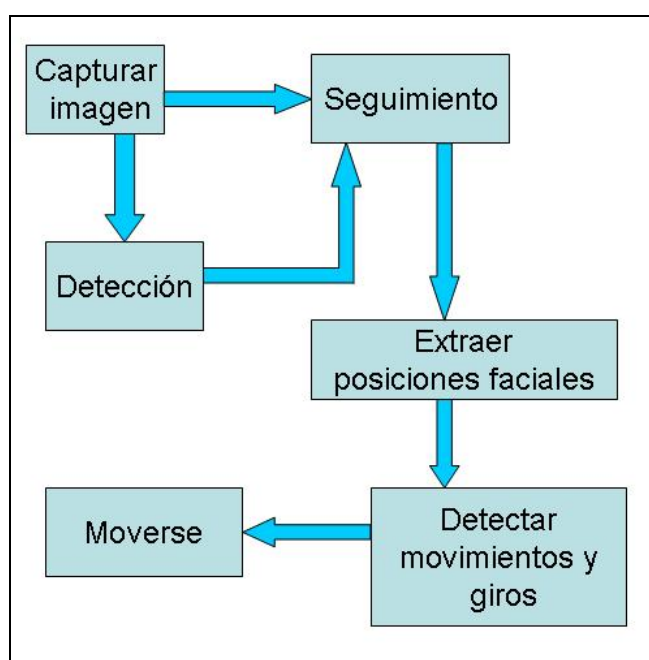 Capturar
imagen
Seguimiento
Detección
Extraer
posiciones faciales
Moverse
Detectar
movimientos y
giros